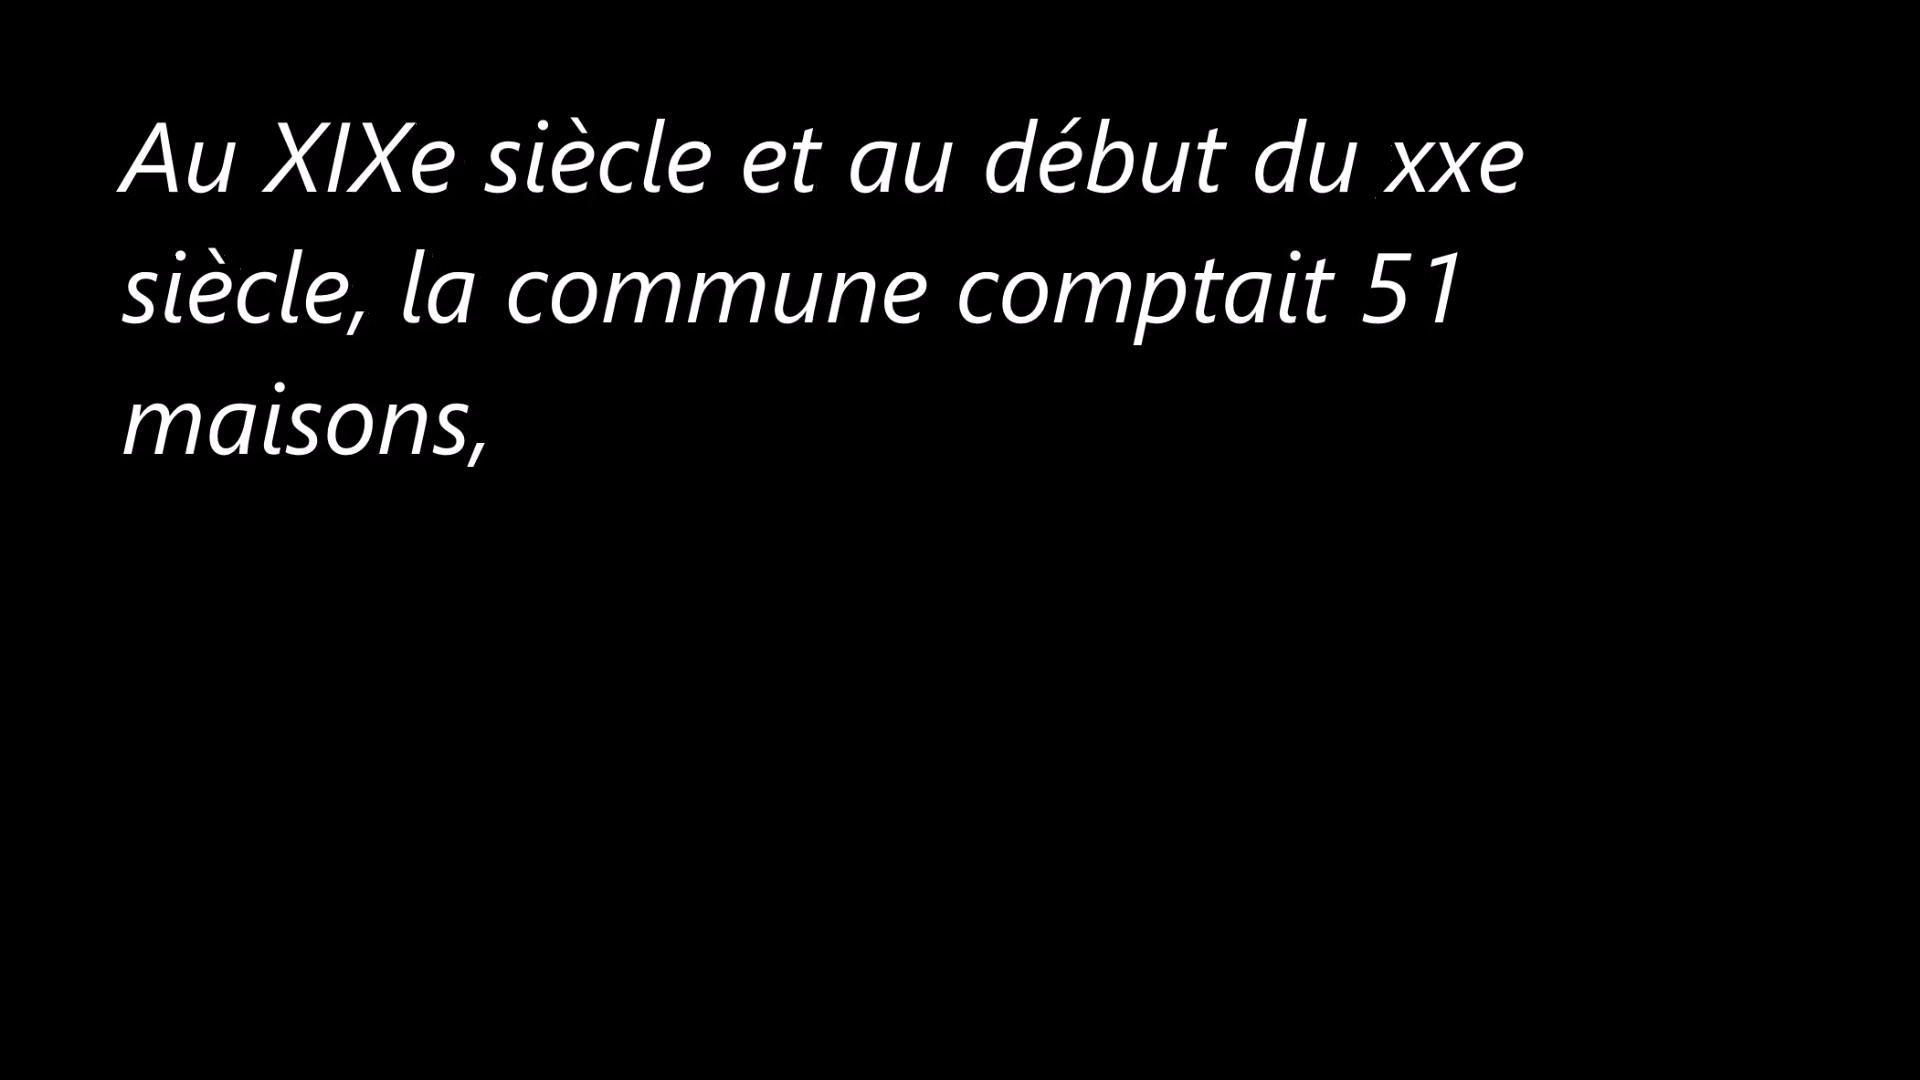 Au XIXe siècle et au début du xxe
siècle, la commune comptait 51
maisons,